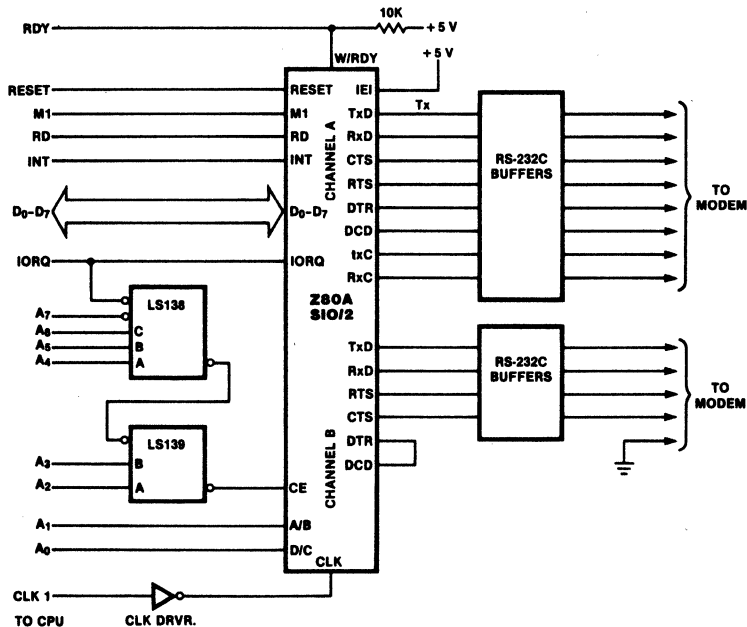 10K
RDY
+ 5 V
+ 5 V
W/RDY
RESET
RESET
IEI
Tx
M1
M1
TxD
RD
RD
RxD
INT
INT
CTS
CHANNEL A
RS-232C
BUFFERS
RTS
DTR
TO
MODEM
D0–D7
D0–D7
DCD
txC
IORQ
IORQ
RxC
LS138
Z80A
SIO/2
A7
A6
C
A5
B
A4
A
TxD
RxD
RS-232C
BUFFERS
RTS
TO
MODEM
CTS
LS139
DTR
A3
B
DCD
A2
A
CE
CHANNEL B
A1
A/B
A0
D/C
CLK
CLK 1
TO CPU
CLK DRVR.